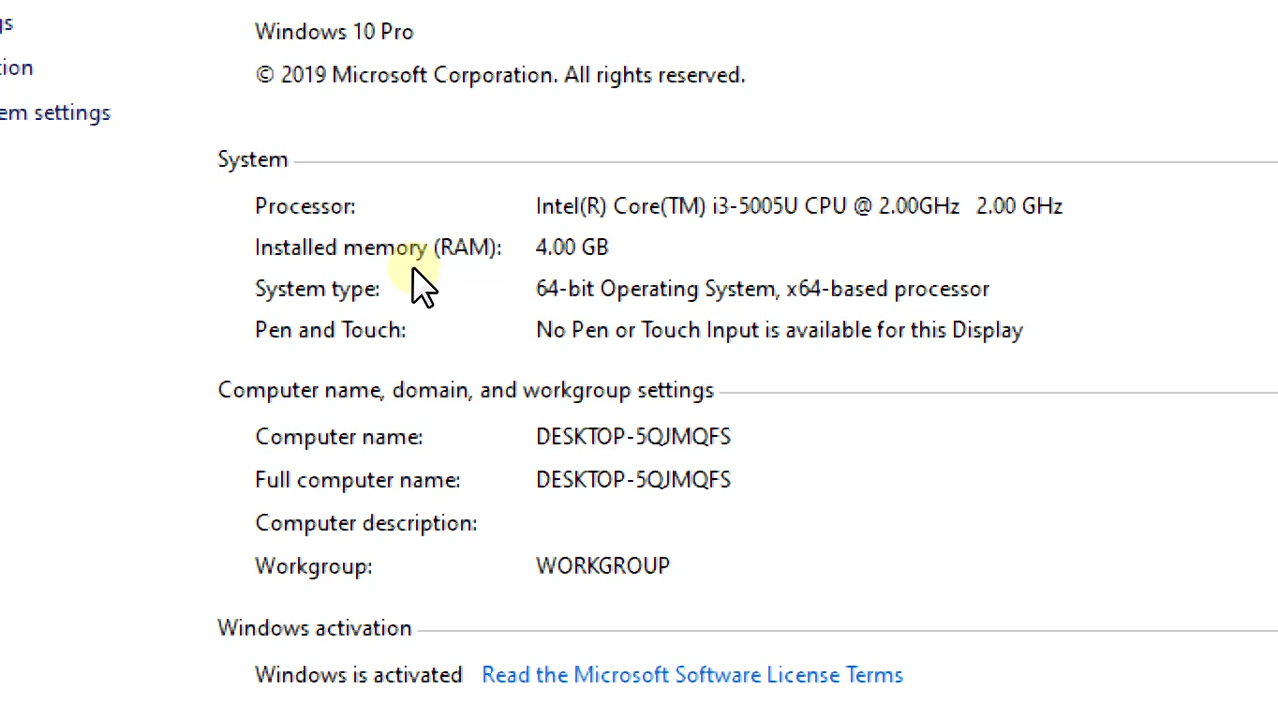 gs
Windows 10 Pro
tion
© 2019 Microsoft Corporation. All rights reserved.
em settings
System
Processor: Intel(R) Core(TM) i3-5005U CPU @ 2.00GHz 2.00 GHz
Installed memory (RAM): 4.00 GB
System type: 64-bit Operating System, x64-based processor
Pen and Touch: No Pen or Touch Input is available for this Display
Computer name, domain, and workgroup settings
Computer name: DESKTOP-5QJMQFS
Full computer name: DESKTOP-5QJMQFS
Computer description:
Workgroup: WORKGROUP
Windows activation
Windows is activated Read the Microsoft Software License Terms